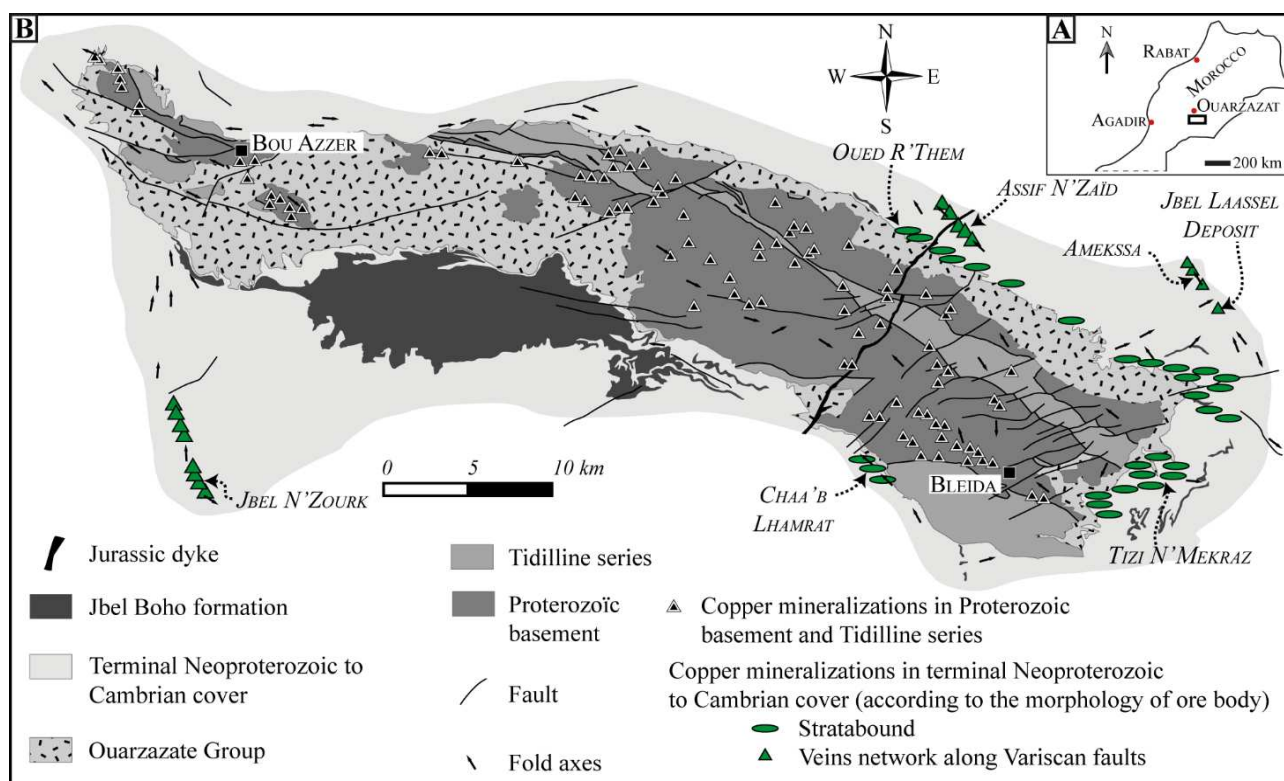 B
N
W
E
S
A
N
RABAT
MOROCCO
OUARZAZAT
AGADIR
200 km
BOU AZZER
OUED R'THEM
ASSIF N'ZAÏD
JBEL LAASSEL
DEPOSIT
AMEKSSA
0 5 10 km
JBEL N'ZOURK
CHAA'B
LHAMRAT
BLEIDA
TIZI N'MEKRAZ
Jurassic dyke
Jbel Boho formation
Terminal Neoproterozoic to
Cambrian cover
Ouarzazate Group
Tidilline series
Proterozoïc
basement
Fault
Fold axes
Copper mineralizations in Proterozoic
basement and Tidilline series
Copper mineralizations in terminal Neoproterozoic
to Cambrian cover (according to the morphology of ore body)
Stratabound
Veins network along Variscan faults